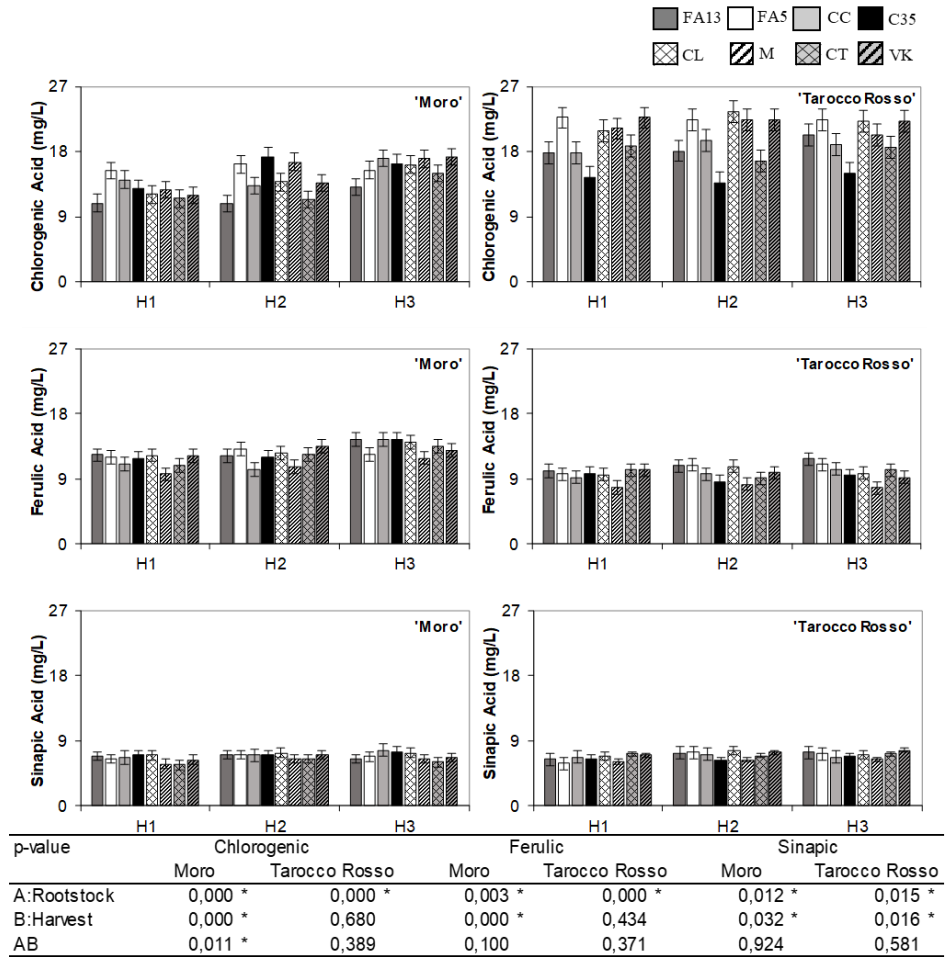 FA13 FA5 CC C35
CL M CT VK
Chlorogenic Acid (mg/L)
27
18
9
0
'Moro'
H1 H2 H3
27
18
9
0
'Tarocco Rosso'
H1 H2 H3
Chlorogenic Acid (mg/L)
Ferulic Acid (mg/L)
27
18
9
0
'Moro'
H1 H2 H3
Ferulic Acid (mg/L)
27
18
9
0
'Tarocco Rosso'
H1 H2 H3
Sinapic Acid (mg/L)
27
18
9
0
'Moro'
H1 H2 H3
Sinapic Acid (mg/L)
27
18
9
0
'Tarocco Rosso'
H1 H2 H3
p-value Chlorogenic Ferulic Sinapic
Moro Tarocco Rosso Moro Tarocco Rosso Moro Tarocco Rosso
A:Rootstock 0,000 * 0,000 * 0,003 * 0,000 * 0,012 * 0,015 *
B:Harvest 0,000 * 0,680 0,000 * 0,434 0,032 * 0,016 *
AB 0,011 * 0,389 0,100 0,371 0,924 0,581